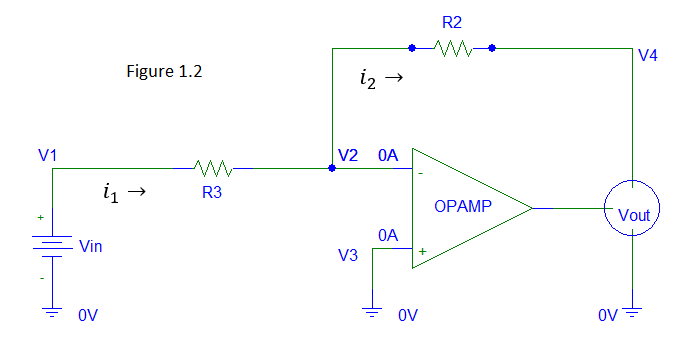 R2
Figure 1.2
i₂ →
V4
V1
V2
0A
i₁ →
R3
-
OPAMP
Vout
+
Vin
-
0A
V3
+
0V
0V
0V